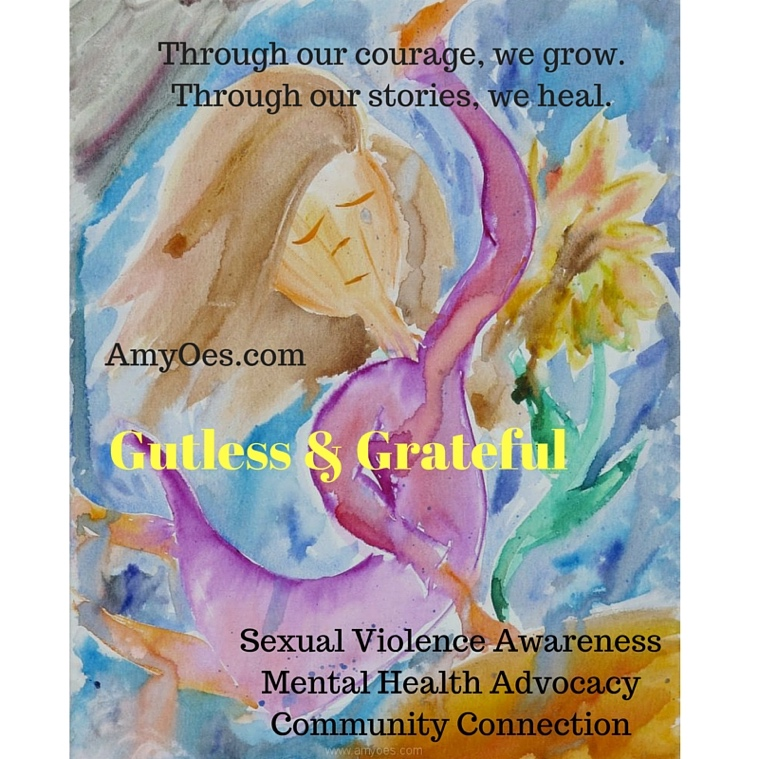 Through our courage, we grow.
Through our stories, we heal.
AmyOes.com
Gutless & Grateful
Sexual Violence Awareness
Mental Health Advocacy
Community Connection
www.amyoes.com